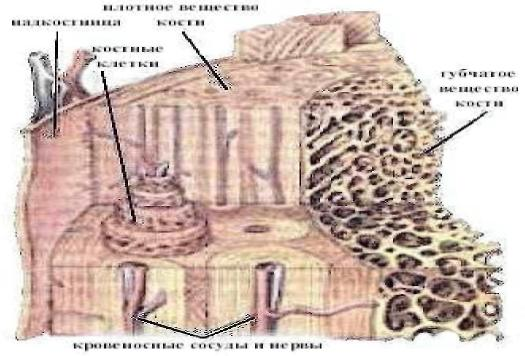 плотное вещество
кости
надкостница
костные
клетки
губчатое
вещество
кости
кровеносные сосуды и нервы